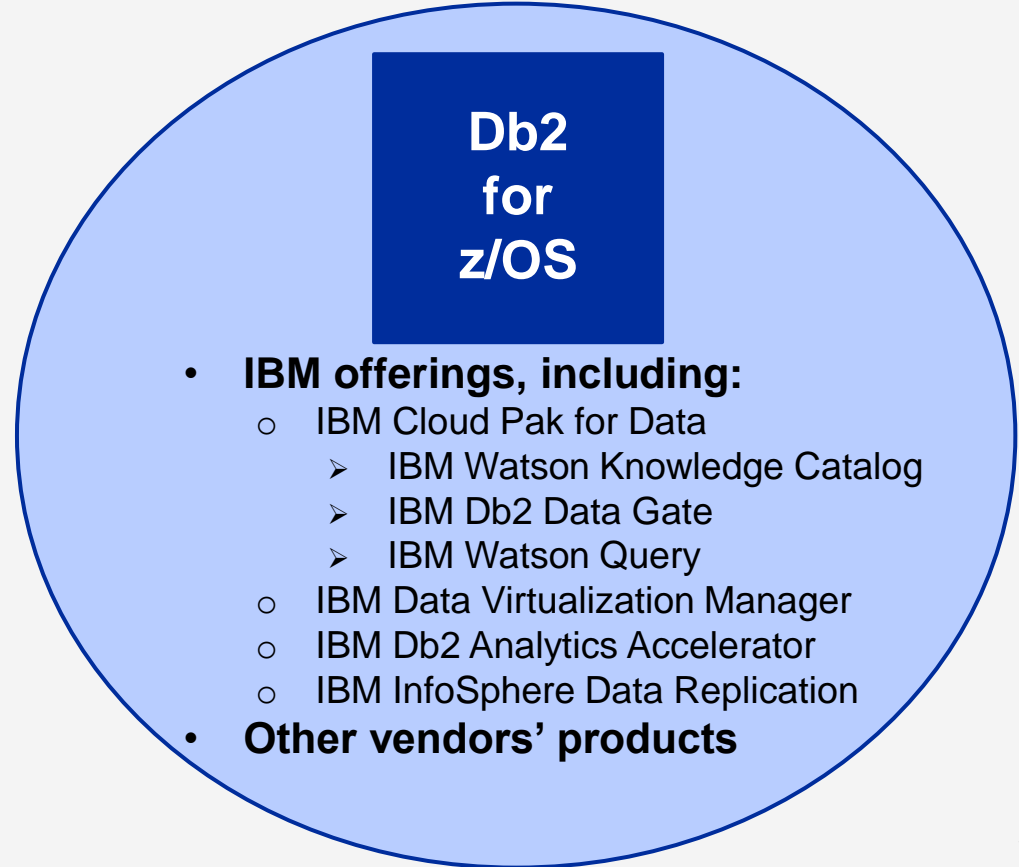 Db2
for
z/OS
• IBM offerings, including:
o IBM Cloud Pak for Data
➢ IBM Watson Knowledge Catalog
➢ IBM Db2 Data Gate
➢ IBM Watson Query
o IBM Data Virtualization Manager
o IBM Db2 Analytics Accelerator
o IBM InfoSphere Data Replication
• Other vendors’ products